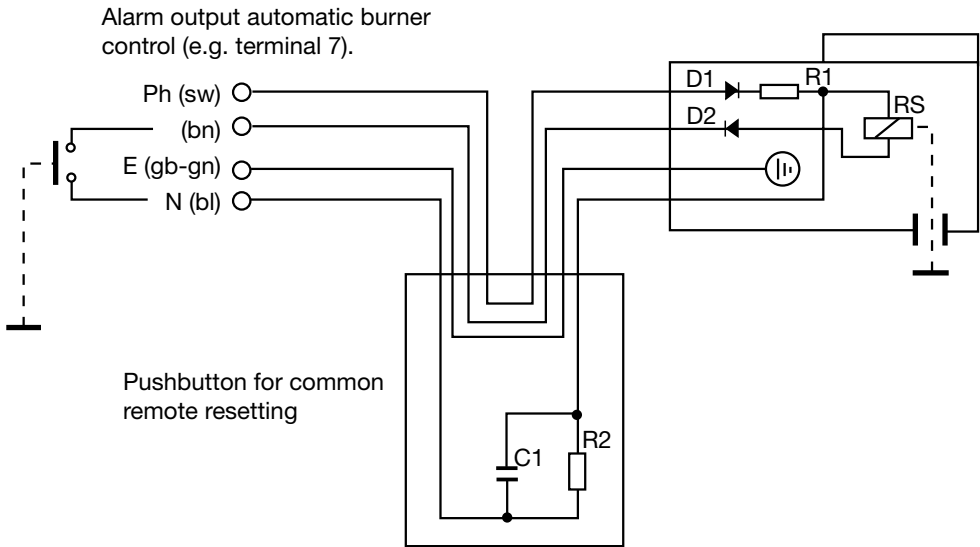 Alarm output automatic burner
control (e.g. terminal 7).
Ph (sw)
(bn)
E (gb-gn)
N (bl)
D1
R1
D2
RS
Pushbutton for common
remote resetting
C1
R2